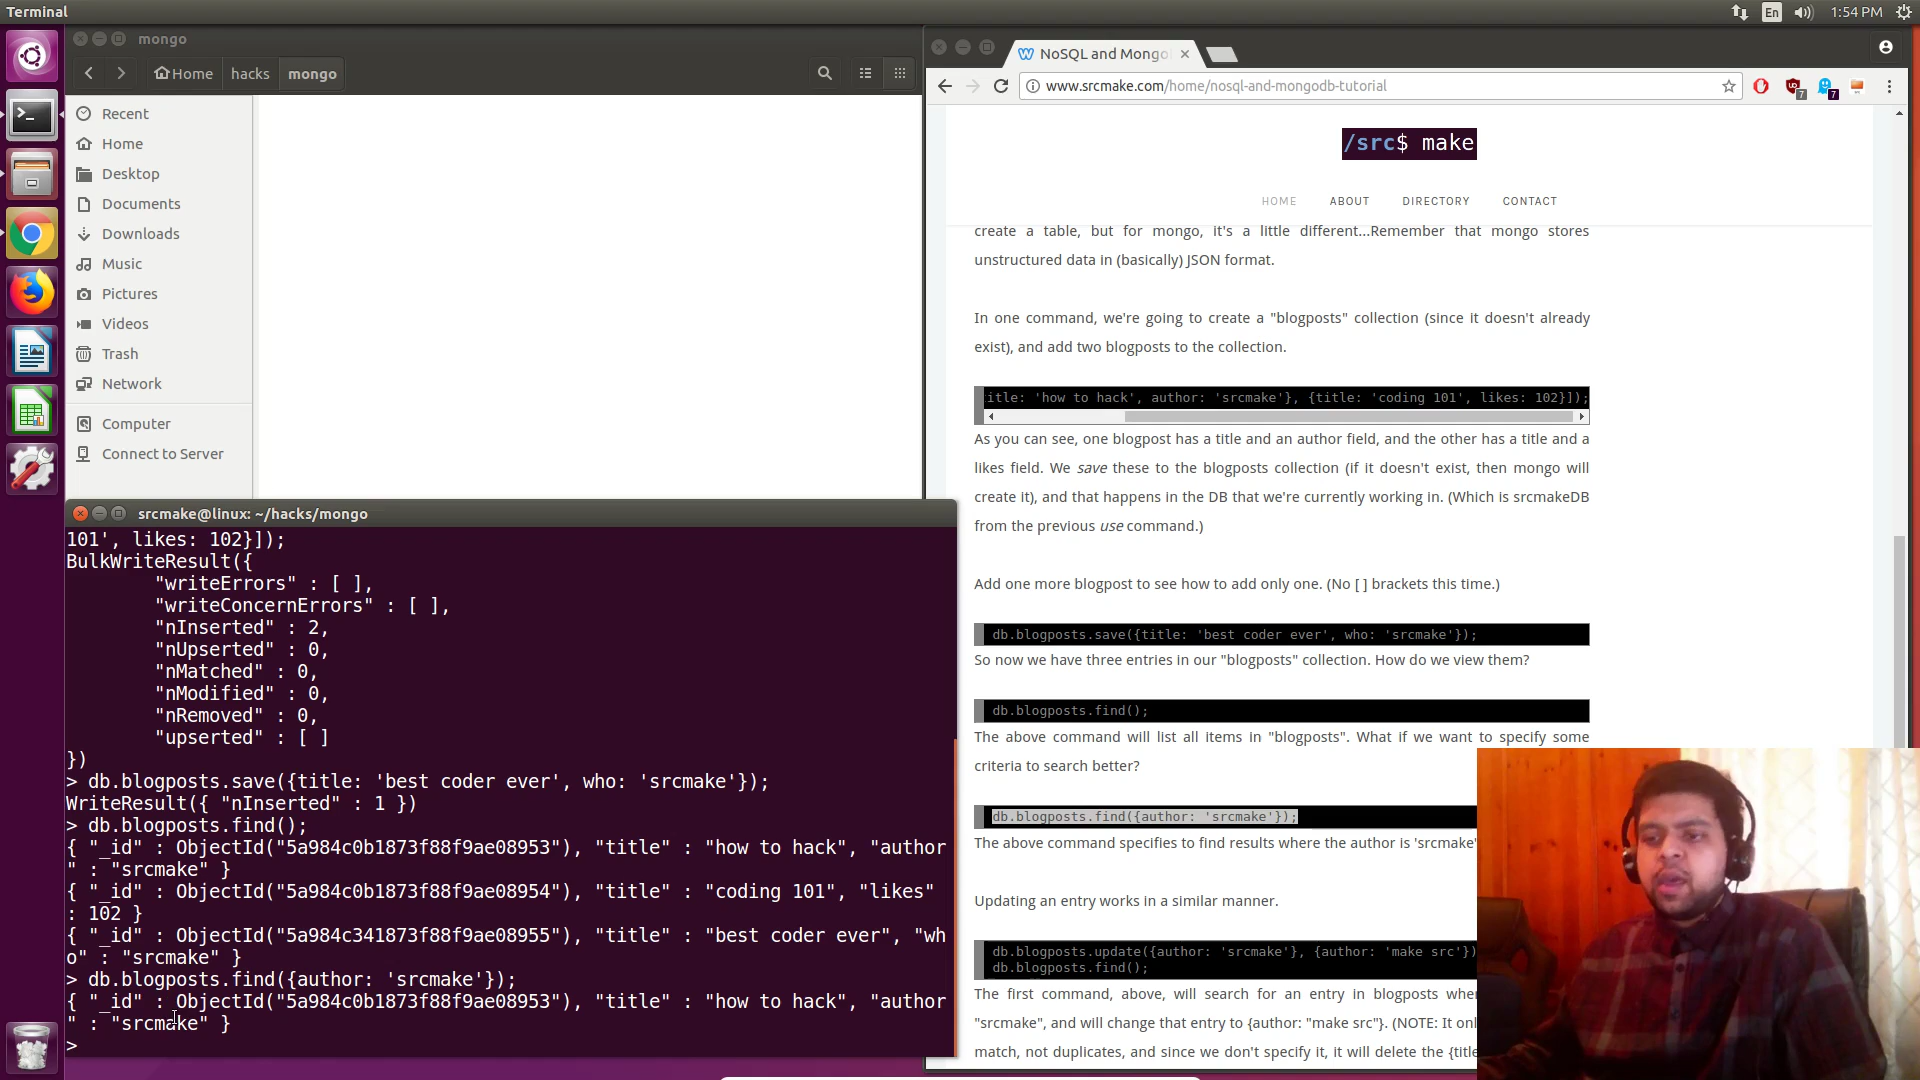 Terminal
En
1:54 PM
mongo
Home
hacks
mongo
Recent
Home
Desktop
Documents
Downloads
Music
Pictures
Videos
Trash
Network
Computer
Connect to Server
srcmake@linux: ~/hacks/mongo
101', likes: 102}]);
BulkWriteResult({
"writeErrors" : [ ],
"writeConcernErrors" : [ ],
"nInserted" : 2,
"nUpserted" : 0,
"nMatched" : 0,
"nModified" : 0,
"nRemoved" : 0,
"upserted" : [ ]
})
> db.blogposts.save({title: 'best coder ever', who: 'srcmake'});
WriteResult({ "nInserted" : 1 })
> db.blogposts.find();
{ "_id" : ObjectId("5a984c0b1873f88f9ae08953"), "title" : "how to hack", "author
" : "srcmake" }
{ "_id" : ObjectId("5a984c0b1873f88f9ae08954"), "title" : "coding 101", "likes"
: 102 }
{ "_id" : ObjectId("5a984c341873f88f9ae08955"), "title" : "best coder ever", "wh
o" : "srcmake" }
> db.blogposts.find({author: 'srcmake'});
{ "_id" : ObjectId("5a984c0b1873f88f9ae08953"), "title" : "how to hack", "author
" : "srcmake" }
>
NoSQL and Mongo
www.srcmake.com/home/nosql-and-mongodb-tutorial
7
7
/src$ make
HOME
ABOUT
DIRECTORY
CONTACT
create a table, but for mongo, it's a little different...Remember that mongo stores
unstructured data in (basically) JSON format.
In one command, we're going to create a "blogposts" collection (since it doesn't already
exist), and add two blogposts to the collection.
itle: 'how to hack', author: 'srcmake'}, {title: 'coding 101', likes: 102}]);
As you can see, one blogpost has a title and an author field, and the other has a title and a
likes field. We save these to the blogposts collection (if it doesn't exist, then mongo will
create it), and that happens in the DB that we're currently working in. (Which is srcmakeDB
from the previous use command.)
Add one more blogpost to see how to add only one. (No [ ] brackets this time.)
db.blogposts.save({title: 'best coder ever', who: 'srcmake'});
So now we have three entries in our "blogposts" collection. How do we view them?
db.blogposts.find();
The above command will list all items in "blogposts". What if we want to specify some
criteria to search better?
db.blogposts.find({author: 'srcmake'});
The above command specifies to find results where the author is 'srcmake'
Updating an entry works in a similar manner.
db.blogposts.update({author: 'srcmake'}, {author: 'make src'})
db.blogposts.find();
The first command, above, will search for an entry in blogposts wher
"srcmake", and will change that entry to {author: "make src"}. (NOTE: It onl
match, not duplicates, and since we don't specify it, it will delete the {title